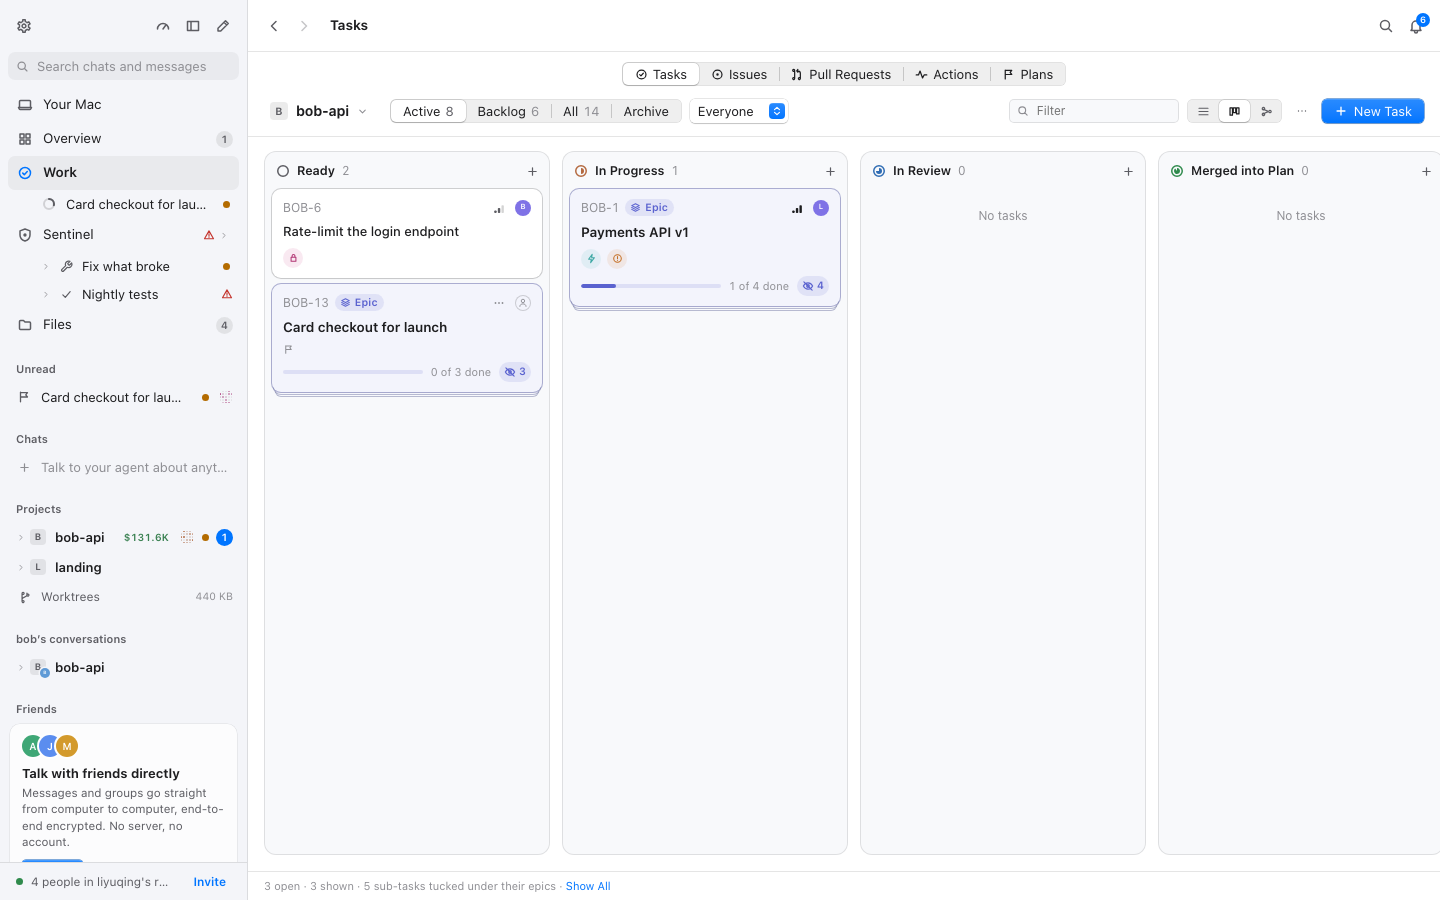 Search chats and messages
Your Mac
Overview 1
Work
Card checkout for lau...
Sentinel
Fix what broke
Nightly tests
Files 4
Unread
Card checkout for lau...
Chats
Talk to your agent about anyt...
Projects
B bob-api $131.6K 1
L landing
Worktrees 440 KB
bob's conversations
B bob-api
Friends
A J M
Talk with friends directly
Messages and groups go straight
from computer to computer, end-to-
end encrypted. No server, no
account.
4 people in liyuqing's r... Invite
Tasks
6
Tasks Issues Pull Requests Actions Plans
B bob-api Active 8 Backlog 6 All 14 Archive Everyone Filter ... New Task
Ready 2
BOB-6 B
Rate-limit the login endpoint
BOB-13 Epic ...
Card checkout for launch
0 of 3 done 3
In Progress 1
BOB-1 Epic L
Payments API v1
1 of 4 done 4
In Review 0
No tasks
Merged into Plan 0
No tasks
3 open · 3 shown · 5 sub-tasks tucked under their epics · Show All